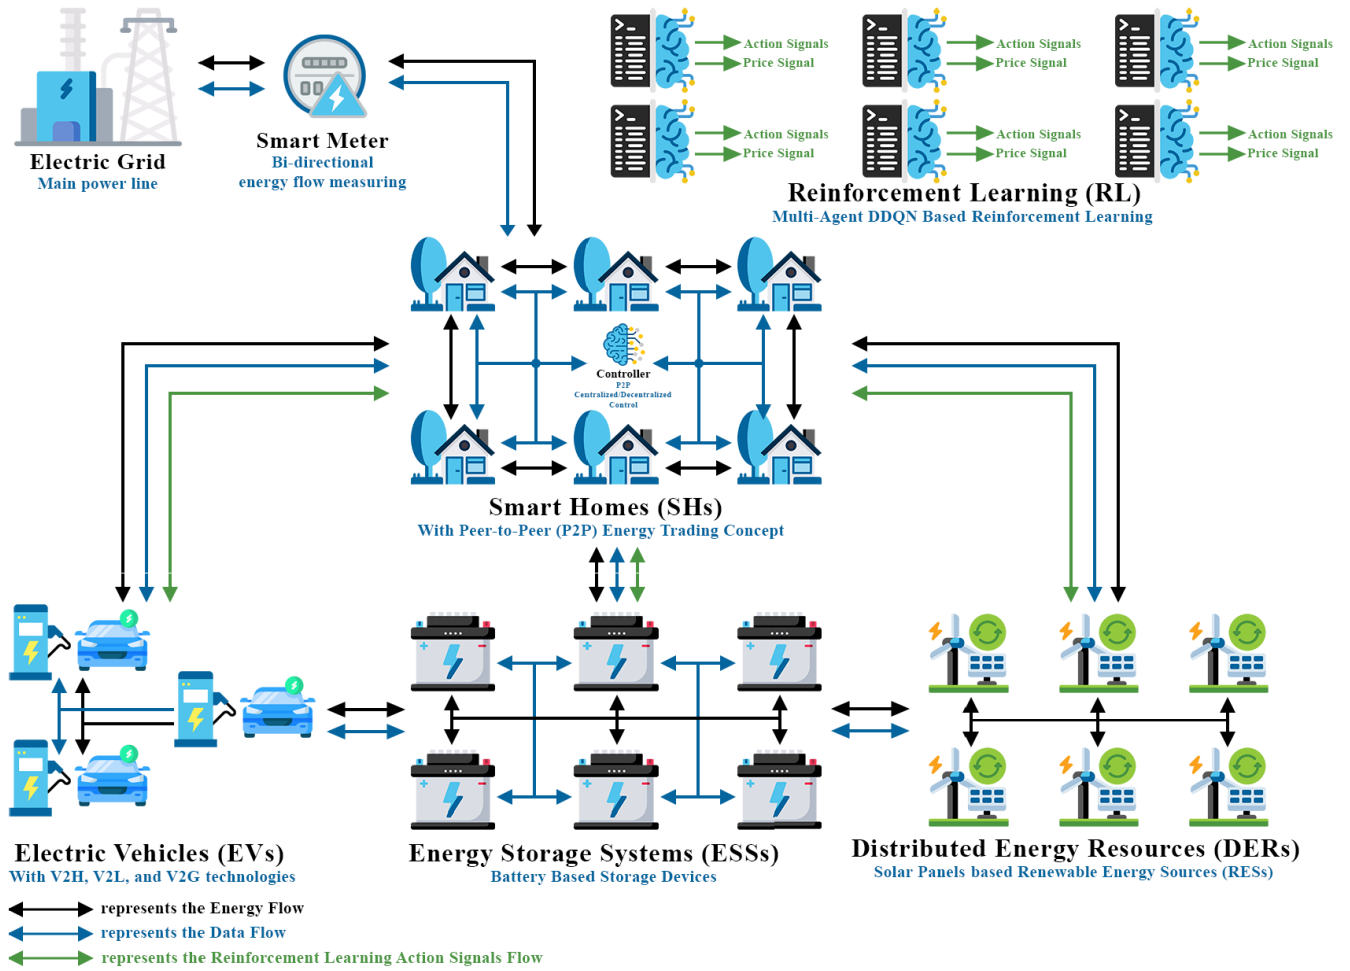 Action Signals
Price Signal
Action Signals
Price Signal
Action Signals
Price Signal
Action Signals
Price Signal
Action Signals
Price Signal
Action Signals
Price Signal
Reinforcement Learning (RL)
Multi-Agent DDQN Based Reinforcement Learning
Electric Grid
Main power line
Smart Meter
Bi-directional
energy flow measuring
Controller
P2P
Centralized/Decentralized
Control
Smart Homes (SHs)
With Peer-to-Peer (P2P) Energy Trading Concept
Electric Vehicles (EVs)
With V2H, V2L, and V2G technologies
Energy Storage Systems (ESSs)
Battery Based Storage Devices
Distributed Energy Resources (DERs)
Solar Panels based Renewable Energy Sources (RESs)
represents the Energy Flow
represents the Data Flow
represents the Reinforcement Learning Action Signals Flow